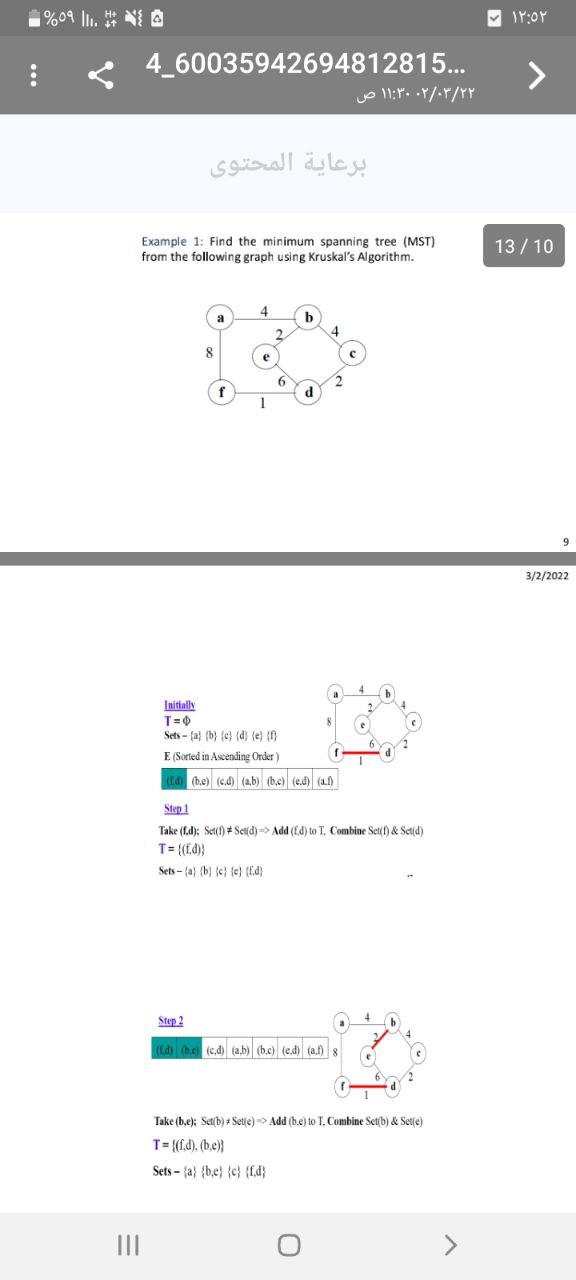 %٥٩ H+ ١٢:٥٢
4_60035942694812815...
٠٢/٠٣/٢٢ ١١:٣٠ ص
برعاية المحتوى
13 / 10
Example 1: Find the minimum spanning tree (MST)
from the following graph using Kruskal's Algorithm.
a 4 b
2 4
8 e c
6 2
f d
1
9
3/2/2022
a 4 b
Initially
2 4
T = Φ
8 e c
Sets – {a} {b} {c} {d} {e} {f}
6 2
E (Sorted in Ascending Order )
f d
1
(f,d) (b,e) (c,d) (a,b) (b,c) (e,d) (a,f)
Step 1
Take (f,d); Set(f) ≠ Set(d) => Add (f,d) to T, Combine Set(f) & Set(d)
T = {(f,d)}
Sets – {a} {b} {c} {e} {f,d}
..
Step 2
a 4 b
2 4
(f,d) (b,e) (c,d) (a,b) (b,c) (e,d) (a,f) 8 e c
6 2
f d
1
Take (b,e); Set(b) ≠ Set(e) => Add (b,e) to T, Combine Set(b) & Set(e)
T = {(f,d), (b,e)}
Sets – {a} {b,e} {c} {f,d}